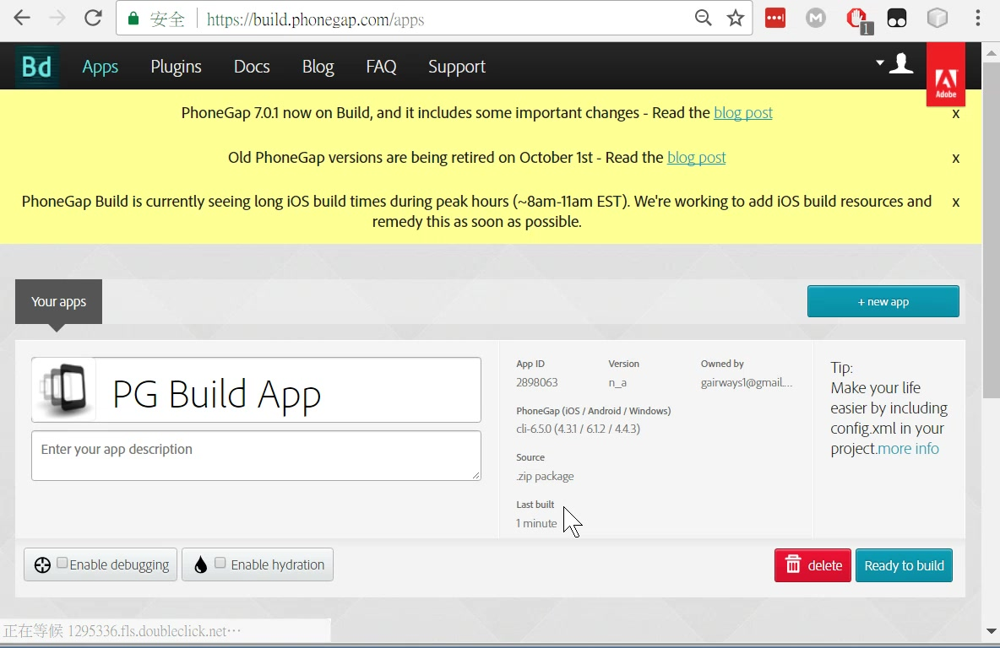 安全 https://build.phonegap.com/apps
1
Bd Apps Plugins Docs Blog FAQ Support
Adobe
PhoneGap 7.0.1 now on Build, and it includes some important changes - Read the blog post x
Old PhoneGap versions are being retired on October 1st - Read the blog post x
PhoneGap Build is currently seeing long iOS build times during peak hours (~8am-11am EST). We're working to add iOS build resources and x
remedy this as soon as possible.
Your apps
+ new app
PG Build App
Enter your app description
App ID Version Owned by
2898063 n_a gairways1@gmail....
PhoneGap (iOS / Android / Windows)
cli-6.5.0 (4.3.1 / 6.1.2 / 4.4.3)
Source
.zip package
Last built
1 minute
Tip:
Make your life
easier by including
config.xml in your
project.more info
Enable debugging Enable hydration delete Ready to build
正在等候 1295336.fls.doubleclick.net…